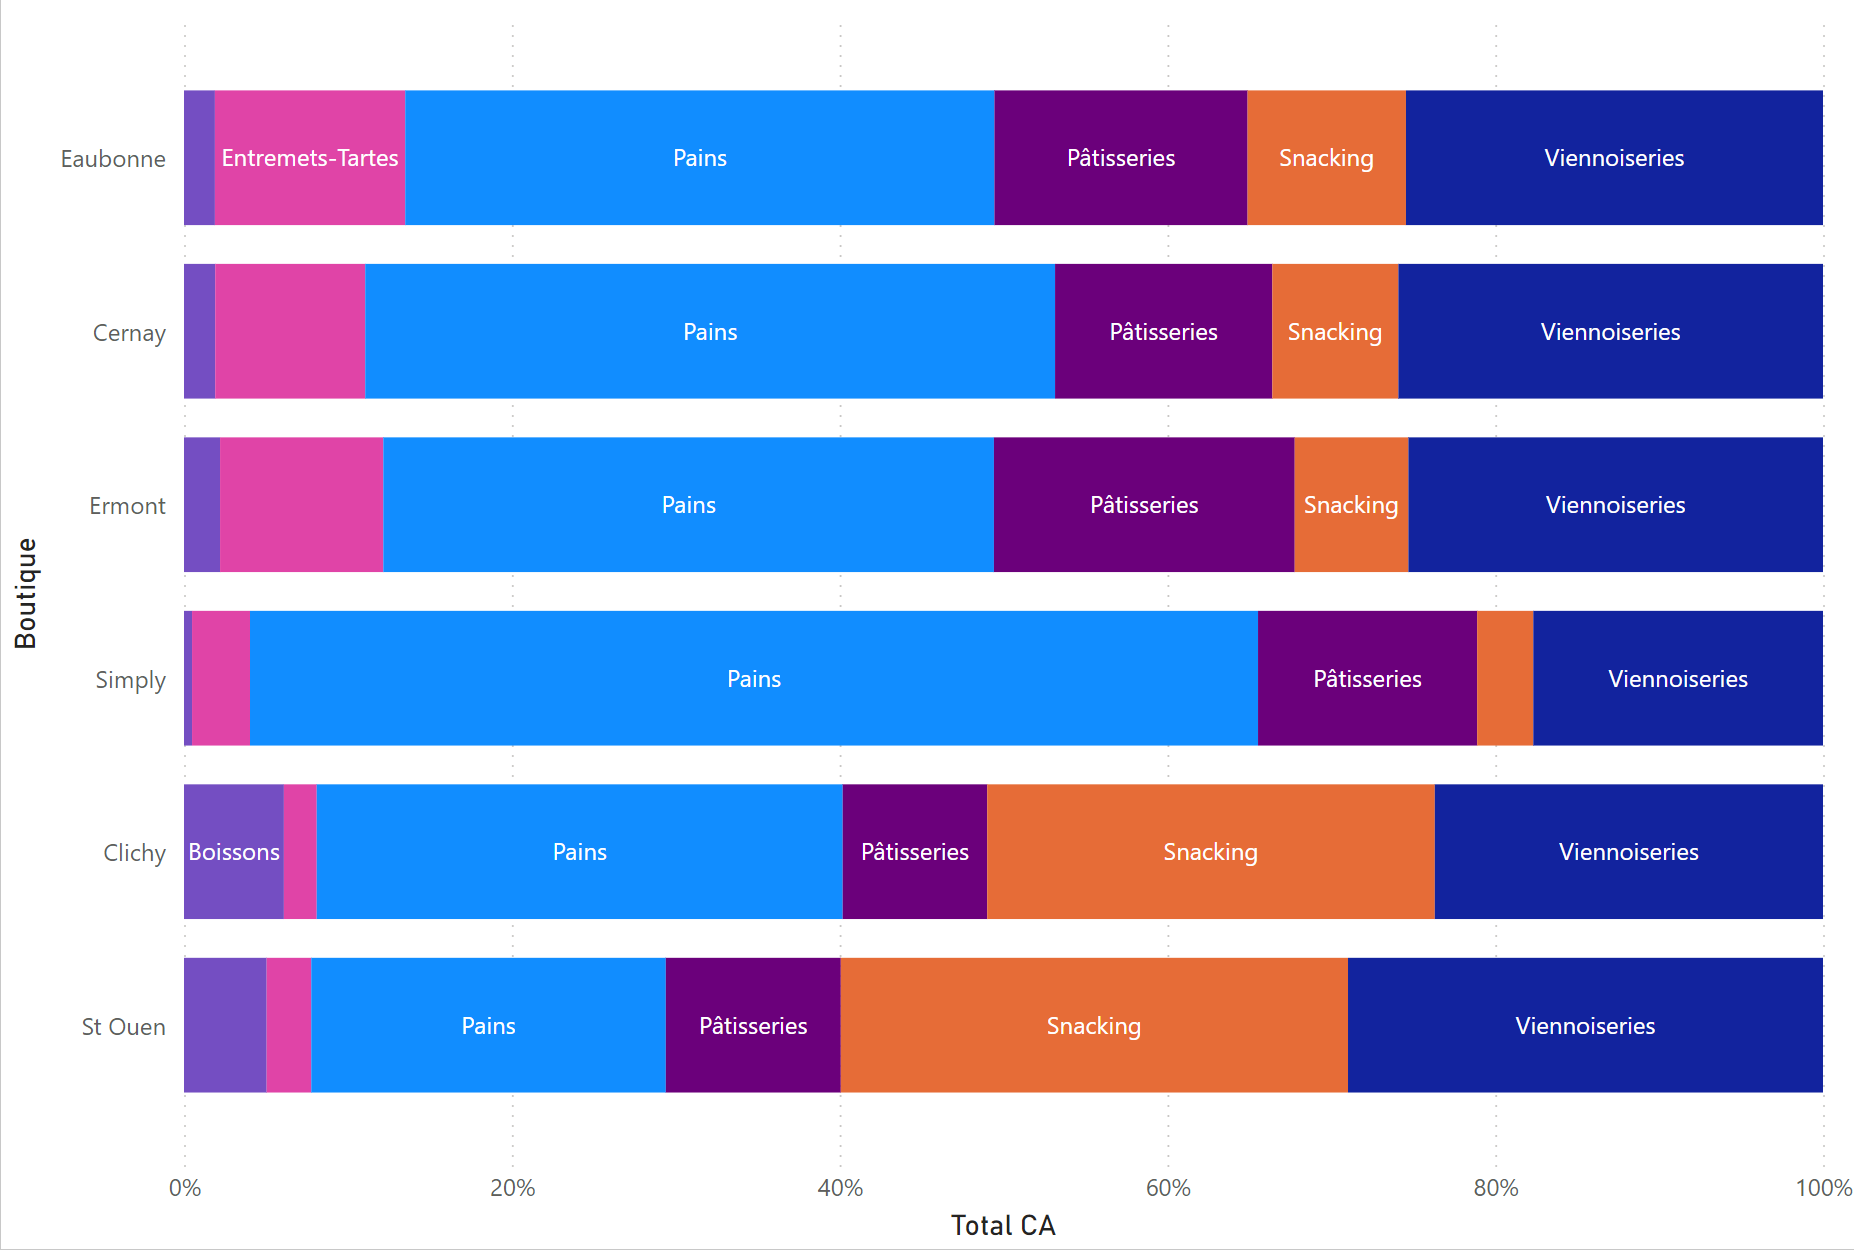 Eaubonne
Entremets-Tartes Pains Pâtisseries Snacking Viennoiseries
Cernay
Pains Pâtisseries Snacking Viennoiseries
Ermont
Pains Pâtisseries Snacking Viennoiseries
Simply
Pains Pâtisseries Viennoiseries
Clichy
Boissons Pains Pâtisseries Snacking Viennoiseries
St Ouen
Pains Pâtisseries Snacking Viennoiseries
Boutique
0% 20% 40% 60% 80% 100%
Total CA